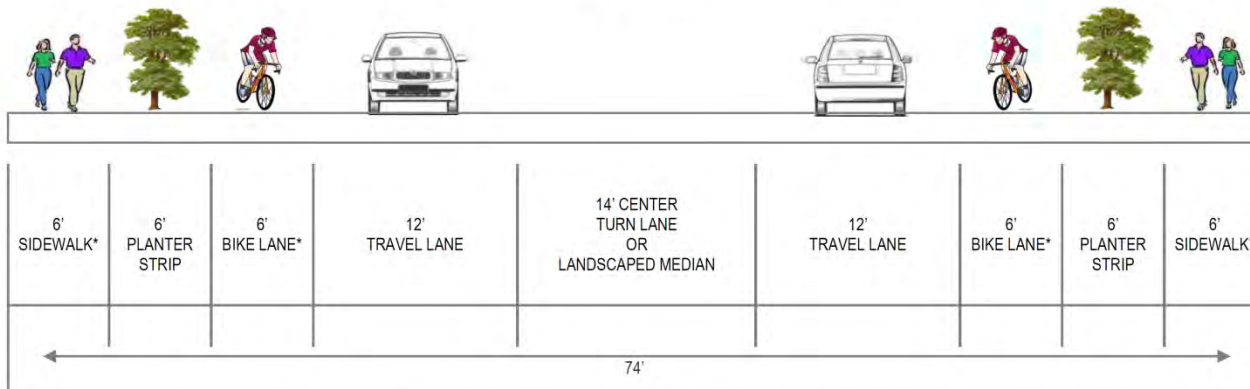 6'
SIDEWALK*
6'
PLANTER
STRIP
6'
BIKE LANE*
12'
TRAVEL LANE
14' CENTER
TURN LANE
OR
LANDSCAPED MEDIAN
12'
TRAVEL LANE
6'
BIKE LANE*
6'
PLANTER
STRIP
6'
SIDEWALK*
74'